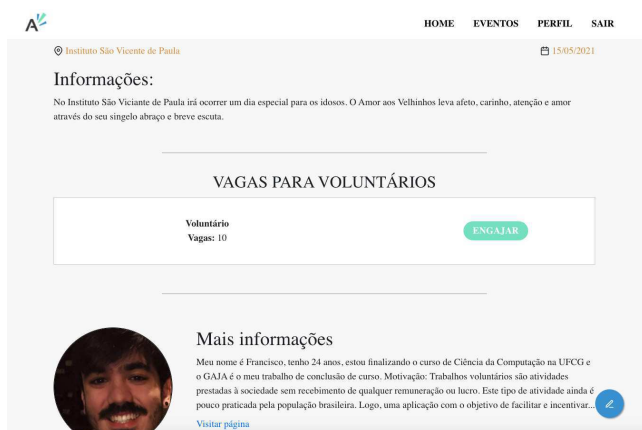 A
HOME EVENTOS PERFIL SAIR
Instituto São Vicente de Paula 15/05/2021
Informações:
No Instituto São Viciante de Paula irá ocorrer um dia especial para os idosos. O Amor aos Velhinhos leva afeto, carinho, atenção e amor
através do seu singelo abraço e breve escuta.
VAGAS PARA VOLUNTÁRIOS
Voluntário
Vagas: 10
ENGAJAR
Mais informações
Meu nome é Francisco, tenho 24 anos, estou finalizando o curso de Ciência da Computação na UFCG e
o GAJA é o meu trabalho de conclusão de curso. Motivação: Trabalhos voluntários são atividades
prestadas à sociedade sem recebimento de qualquer remuneração ou lucro. Este tipo de atividade ainda é
pouco praticada pela população brasileira. Logo, uma aplicação com o objetivo de facilitar e incentivar...
Visitar página